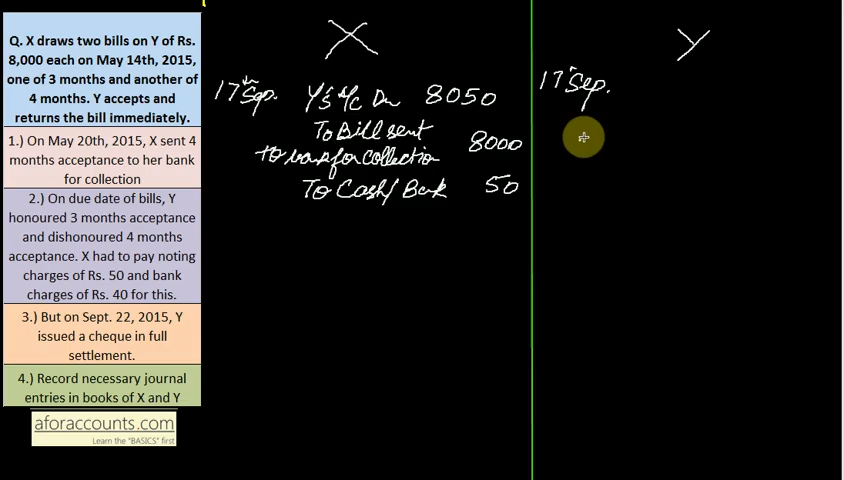 Q. X draws two bills on Y of Rs.
8,000 each on May 14th, 2015,
one of 3 months and another of
4 months. Y accepts and
returns the bill immediately.
1.) On May 20th, 2015, X sent 4
months acceptance to her bank
for collection
2.) On due date of bills, Y
honoured 3 months acceptance
and dishonoured 4 months
acceptance. X had to pay noting
charges of Rs. 50 and bank
charges of Rs. 40 for this.
3.) But on Sept. 22, 2015, Y
issued a cheque in full
settlement.
4.) Record necessary journal
entries in books of X and Y
aforaccounts.com
Learn the "BASICS" first
X
17th Sep. Y's A/c Dr 8050
To Bill sent
to bank for collection 8000
To Cash/Bank 50
Y
17th Sep.